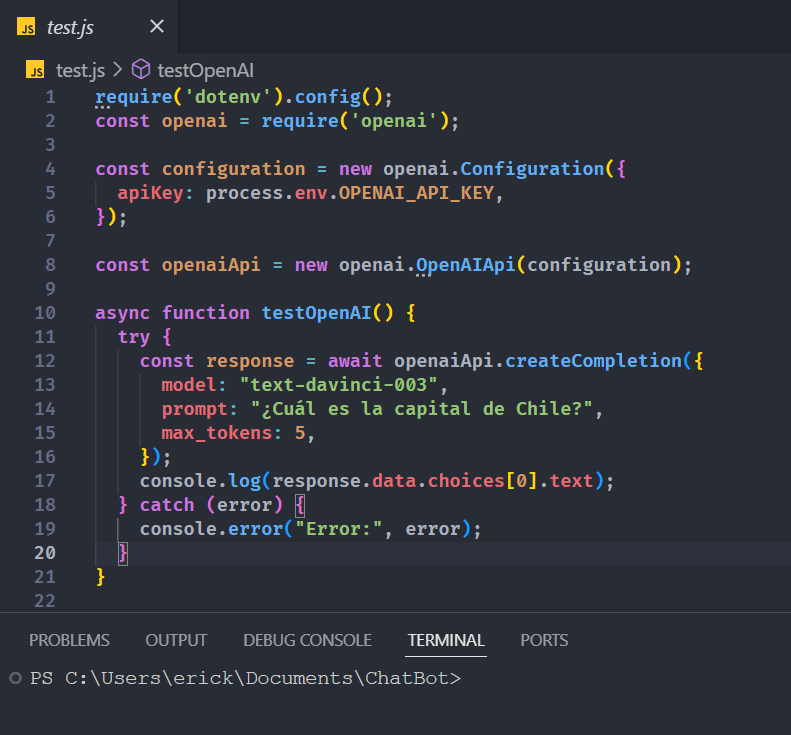 JS test.js ×
JS test.js > testOpenAI
1 require('dotenv').config();
2 const openai = require('openai');
3
4 const configuration = new openai.Configuration({
5   apiKey: process.env.OPENAI_API_KEY,
6 });
7
8 const openaiApi = new openai.OpenAIApi(configuration);
9
10 async function testOpenAI() {
11   try {
12     const response = await openaiApi.createCompletion({
13       model: "text-davinci-003",
14       prompt: "¿Cuál es la capital de Chile?",
15       max_tokens: 5,
16     });
17     console.log(response.data.choices[0].text);
18   } catch (error) {
19     console.error("Error:", error);
20   }
21 }
22
PROBLEMS OUTPUT DEBUG CONSOLE TERMINAL PORTS
PS C:\Users\erick\Documents\ChatBot>